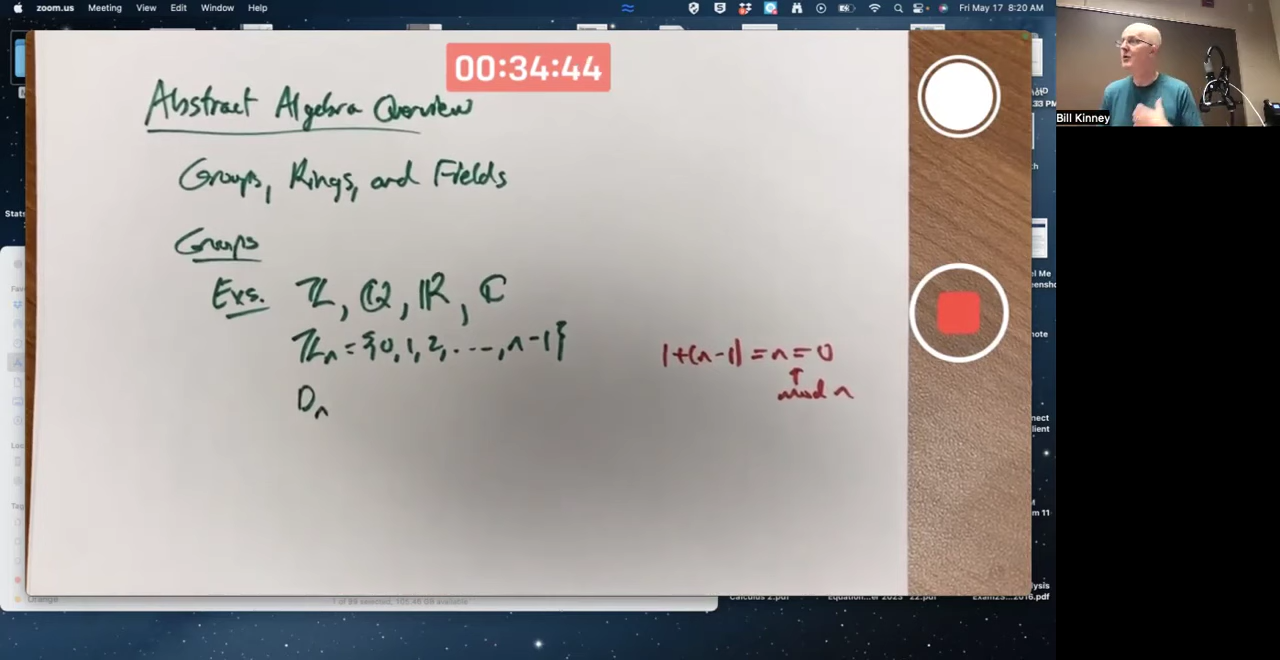 zoom.us Meeting View Edit Window Help
Fri May 17 8:20 AM
00:34:44
Abstract Algebra Overview
Groups, Rings, and Fields
Groups
Exs. ℤ, ℚ, ℝ, ℂ
ℤₙ = {0, 1, 2, ..., n-1}
1+(n-1) = n = 0
↑
mod n
Dₙ
Bill Kinney
Stats